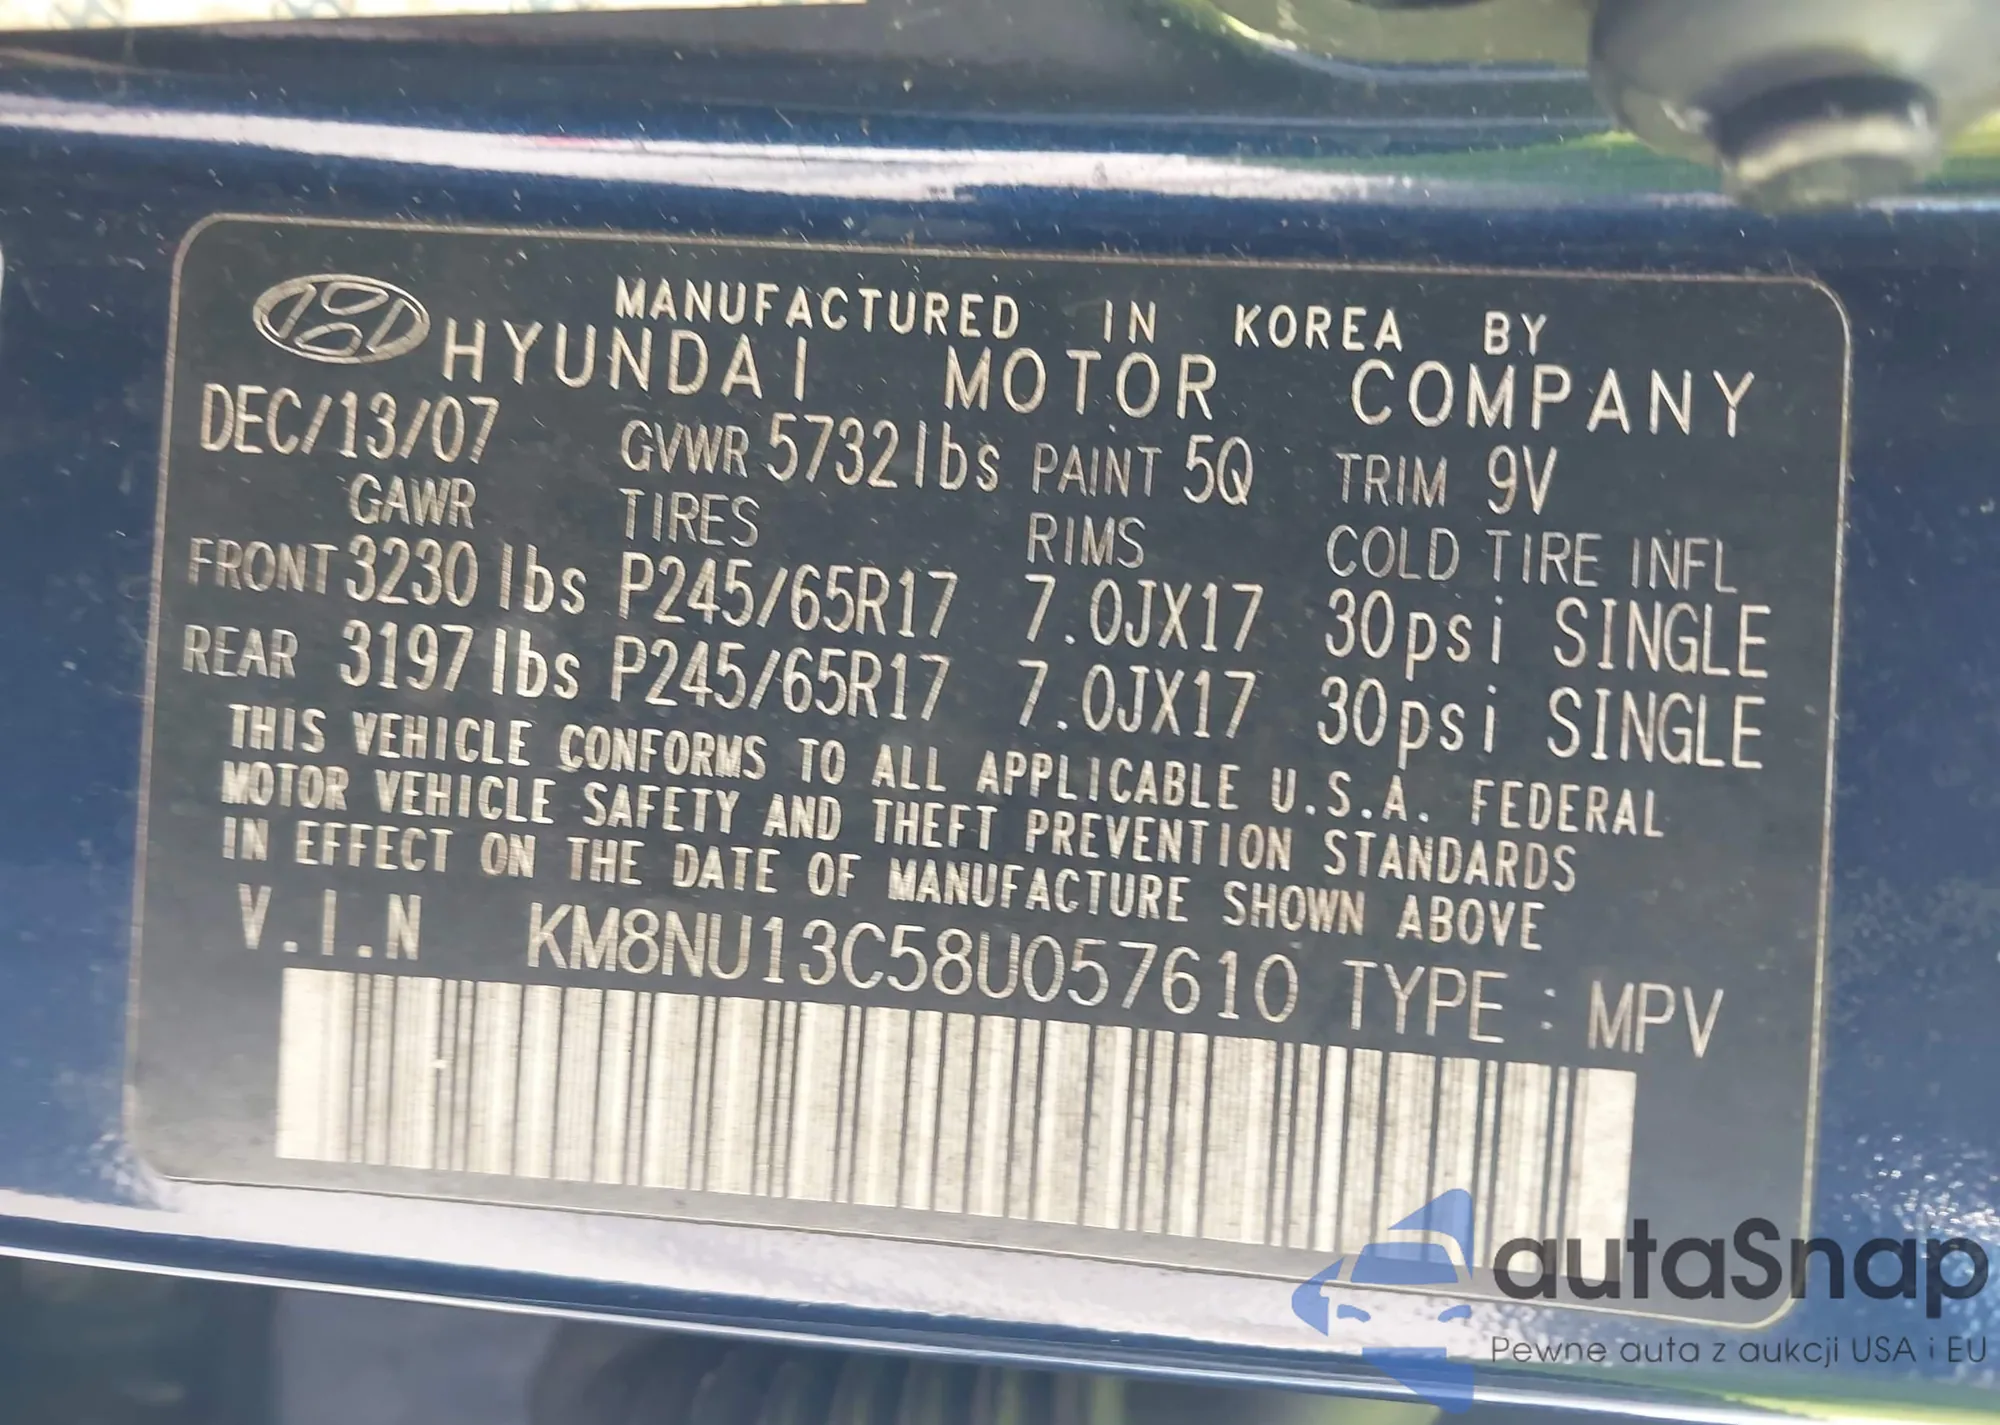 MANUFACTURED IN KOREA BY
HYUNDAI MOTOR COMPANY
DEC/13/07 GVWR 5732lbs PAINT 5Q TRIM 9V
GAWR TIRES RIMS COLD TIRE INFL
FRONT 3230 lbs P245/65R17 7.0JX17 30psi SINGLE
REAR 3197 lbs P245/65R17 7.0JX17 30psi SINGLE
THIS VEHICLE CONFORMS TO ALL APPLICABLE U.S.A. FEDERAL
MOTOR VEHICLE SAFETY AND THEFT PREVENTION STANDARDS
IN EFFECT ON THE DATE OF MANUFACTURE SHOWN ABOVE
V.I.N KM8NU13C58U057610 TYPE : MPV
autaSnap
Pewne auta z aukcji USA i EU